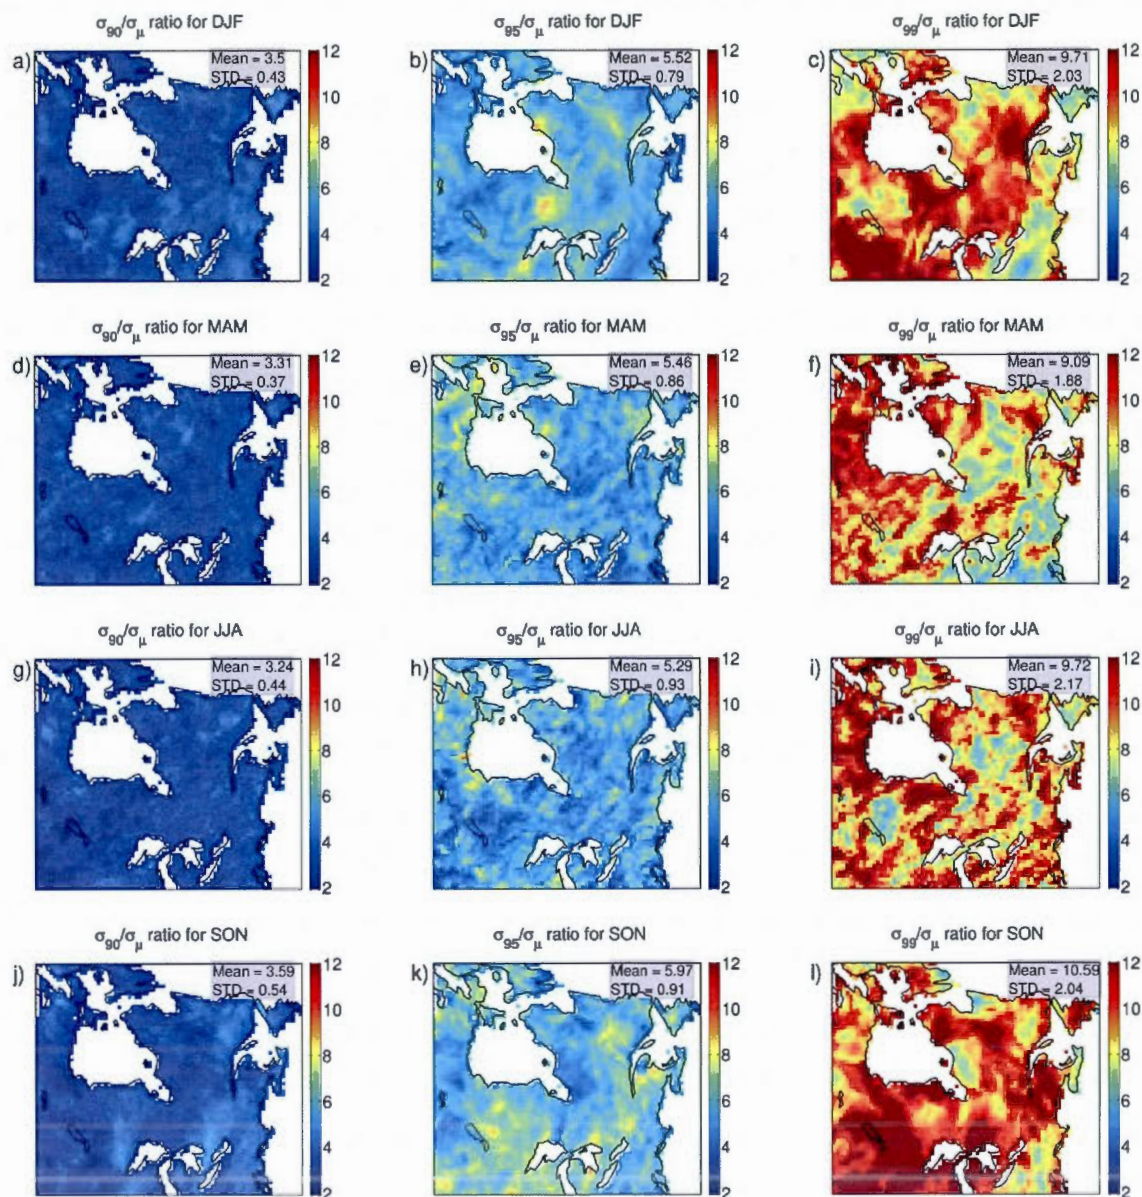 σ90/σμ ratio for DJF
a)
Mean = 3.5
STD = 0.43
12
10
8
6
4
2
σ95/σμ ratio for DJF
b)
Mean = 5.52
STD = 0.79
12
10
8
6
4
2
σ99/σμ ratio for DJF
c)
Mean = 9.71
STD = 2.03
12
10
8
6
4
2
σ90/σμ ratio for MAM
d)
Mean = 3.31
STD = 0.37
12
10
8
6
4
2
σ95/σμ ratio for MAM
e)
Mean = 5.46
STD = 0.86
12
10
8
6
4
2
σ99/σμ ratio for MAM
f)
Mean = 9.09
STD = 1.88
12
10
8
6
4
2
σ90/σμ ratio for JJA
g)
Mean = 3.24
STD = 0.44
12
10
8
6
4
2
σ95/σμ ratio for JJA
h)
Mean = 5.29
STD = 0.93
12
10
8
6
4
2
σ99/σμ ratio for JJA
i)
Mean = 9.72
STD = 2.17
12
10
8
6
4
2
σ90/σμ ratio for SON
j)
Mean = 3.59
STD = 0.54
12
10
8
6
4
2
σ95/σμ ratio for SON
k)
Mean = 5.97
STD = 0.91
12
10
8
6
4
2
σ99/σμ ratio for SON
l)
Mean = 10.59
STD = 2.04
12
10
8
6
4
2